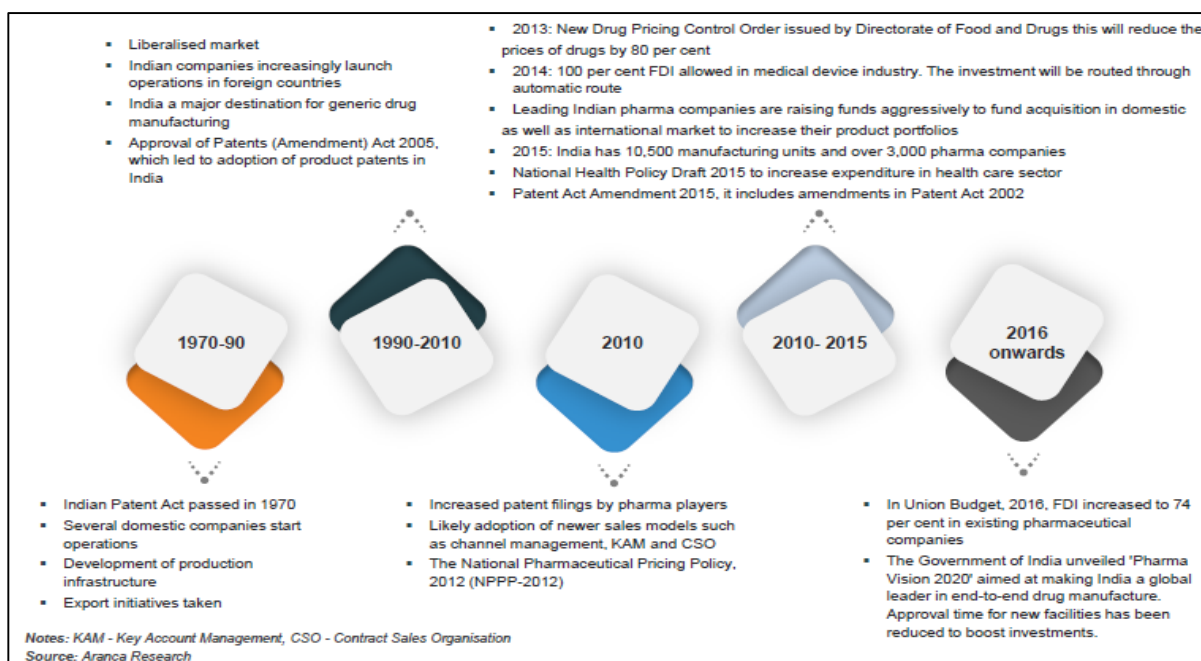 ▪ Liberalised market
▪ Indian companies increasingly launch
operations in foreign countries
▪ India a major destination for generic drug
manufacturing
▪ Approval of Patents (Amendment) Act 2005,
which led to adoption of product patents in
India
▪ 2013: New Drug Pricing Control Order issued by Directorate of Food and Drugs this will reduce the
prices of drugs by 80 per cent
▪ 2014: 100 per cent FDI allowed in medical device industry. The investment will be routed through
automatic route
▪ Leading Indian pharma companies are raising funds aggressively to fund acquisition in domestic
as well as international market to increase their product portfolios
▪ 2015: India has 10,500 manufacturing units and over 3,000 pharma companies
▪ National Health Policy Draft 2015 to increase expenditure in health care sector
▪ Patent Act Amendment 2015, it includes amendments in Patent Act 2002
1970-90
1990-2010
2010
2010- 2015
2016
onwards
▪ Indian Patent Act passed in 1970
▪ Several domestic companies start
operations
▪ Development of production
infrastructure
▪ Export initiatives taken
▪ Increased patent filings by pharma players
▪ Likely adoption of newer sales models such
as channel management, KAM and CSO
▪ The National Pharmaceutical Pricing Policy,
2012 (NPPP-2012)
▪ In Union Budget, 2016, FDI increased to 74
per cent in existing pharmaceutical
companies
▪ The Government of India unveiled 'Pharma
Vision 2020' aimed at making India a global
leader in end-to-end drug manufacture.
Approval time for new facilities has been
reduced to boost investments.
Notes: KAM - Key Account Management, CSO - Contract Sales Organisation
Source: Aranca Research